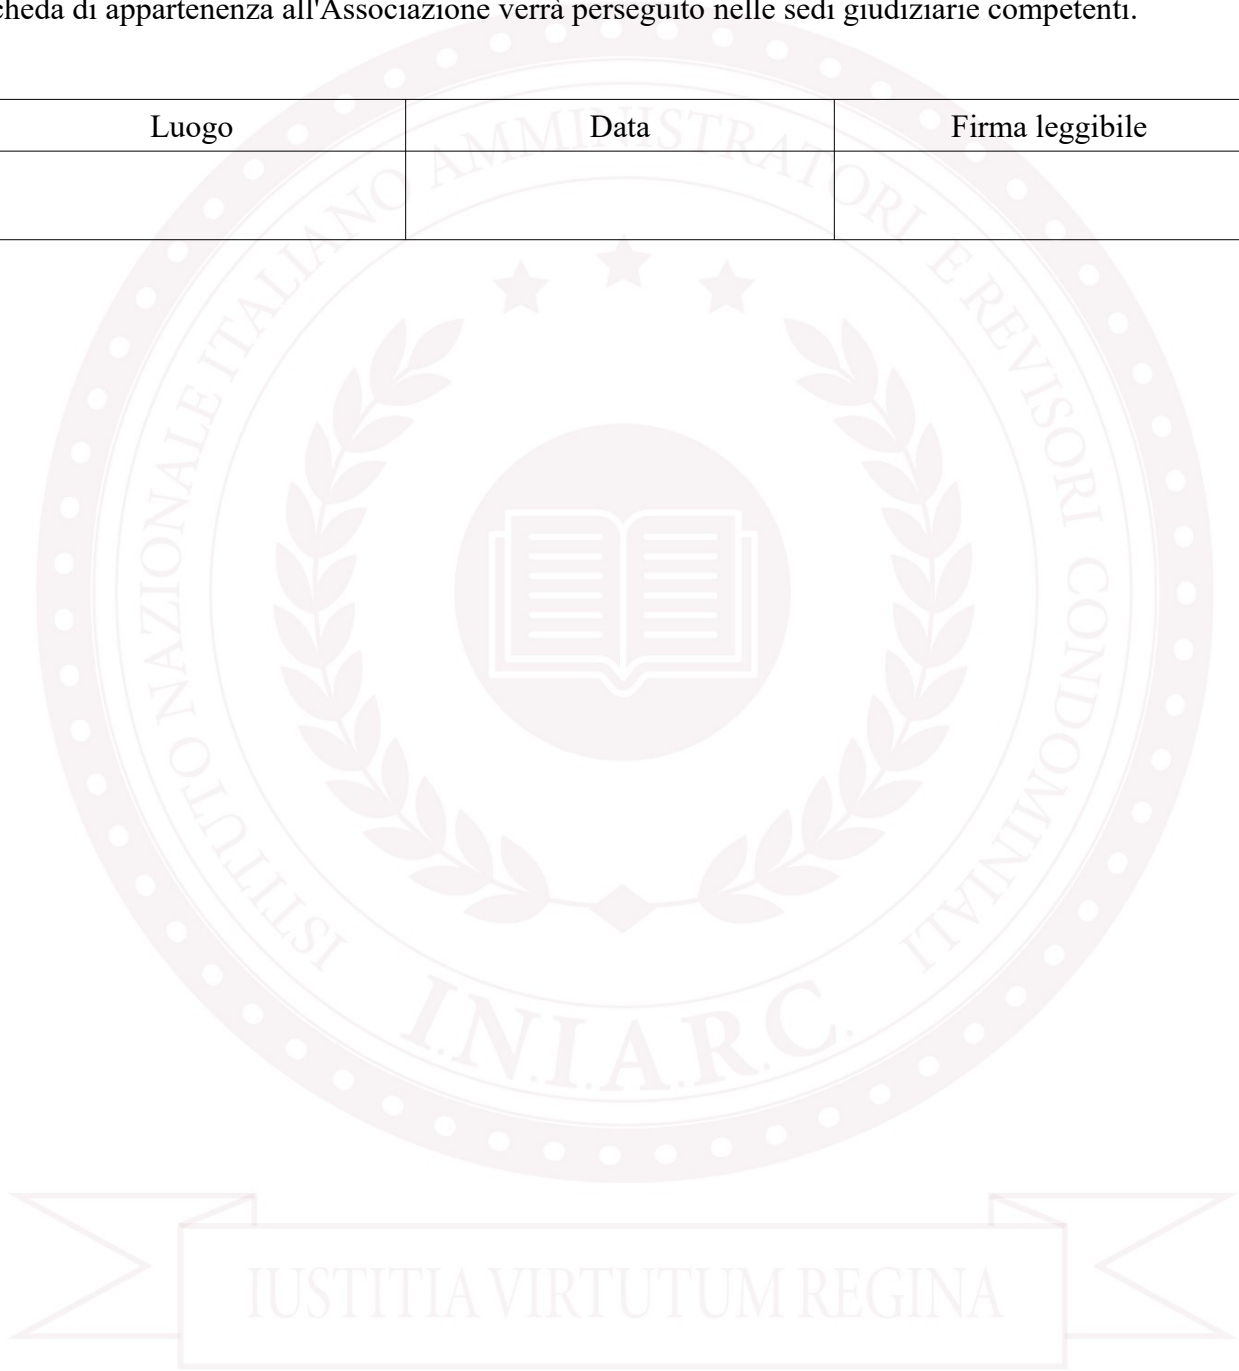 cheda di appartenenza all'Associazione verrà perseguito nelle sedi giudiziarie competenti.
Luogo Data Firma leggibile
ISTITUTO NAZIONALE ITALIANO AMMINISTRATORI E REVISORI CONDOMINIALI
I.N.I.A.R.C.
IUSTITIA VIRTUTUM REGINA